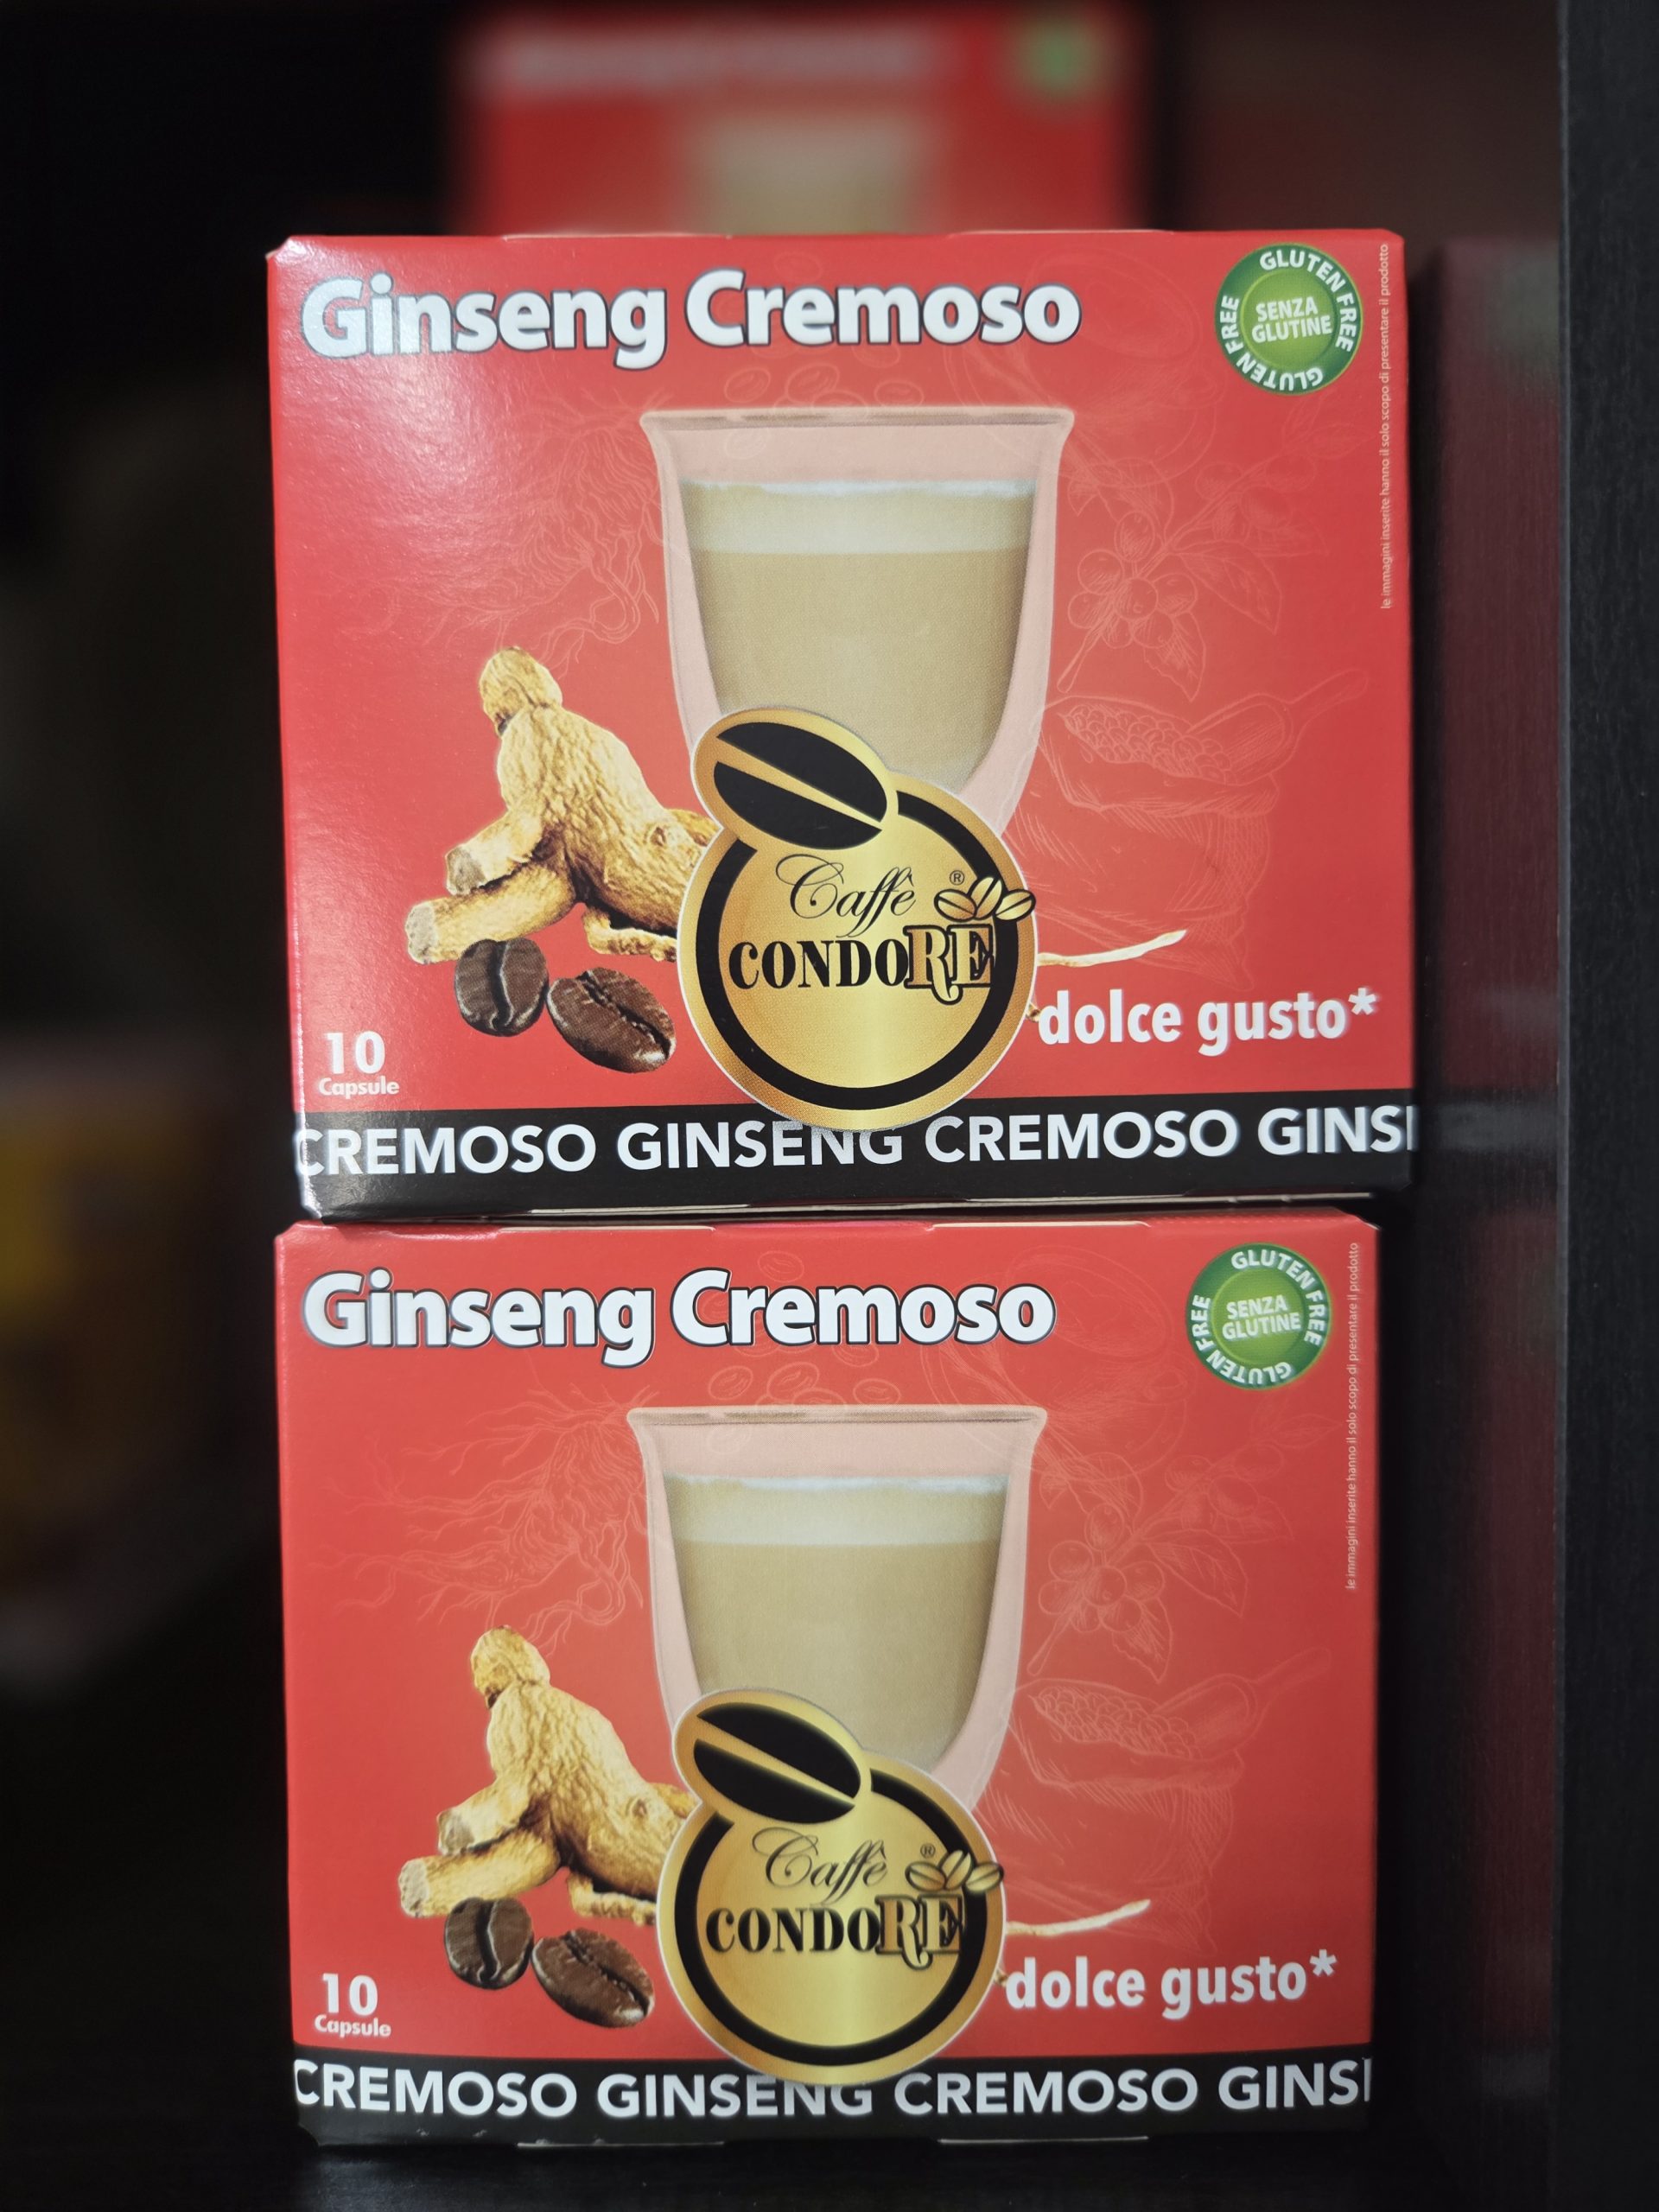 Ginseng Cremoso
GLUTEN FREE
SENZA
GLUTINE
GLUTEN FREE
le immagini inserite hanno il solo scopo di presentare il prodotto
Caffè ®
CONDORE
dolce gusto*
10
Capsule
CREMOSO GINSENG CREMOSO GINS
Ginseng Cremoso
GLUTEN FREE
SENZA
GLUTINE
GLUTEN FREE
le immagini inserite hanno il solo scopo di presentare il prodotto
Caffè ®
CONDORE
dolce gusto*
10
Capsule
CREMOSO GINSENG CREMOSO GINS